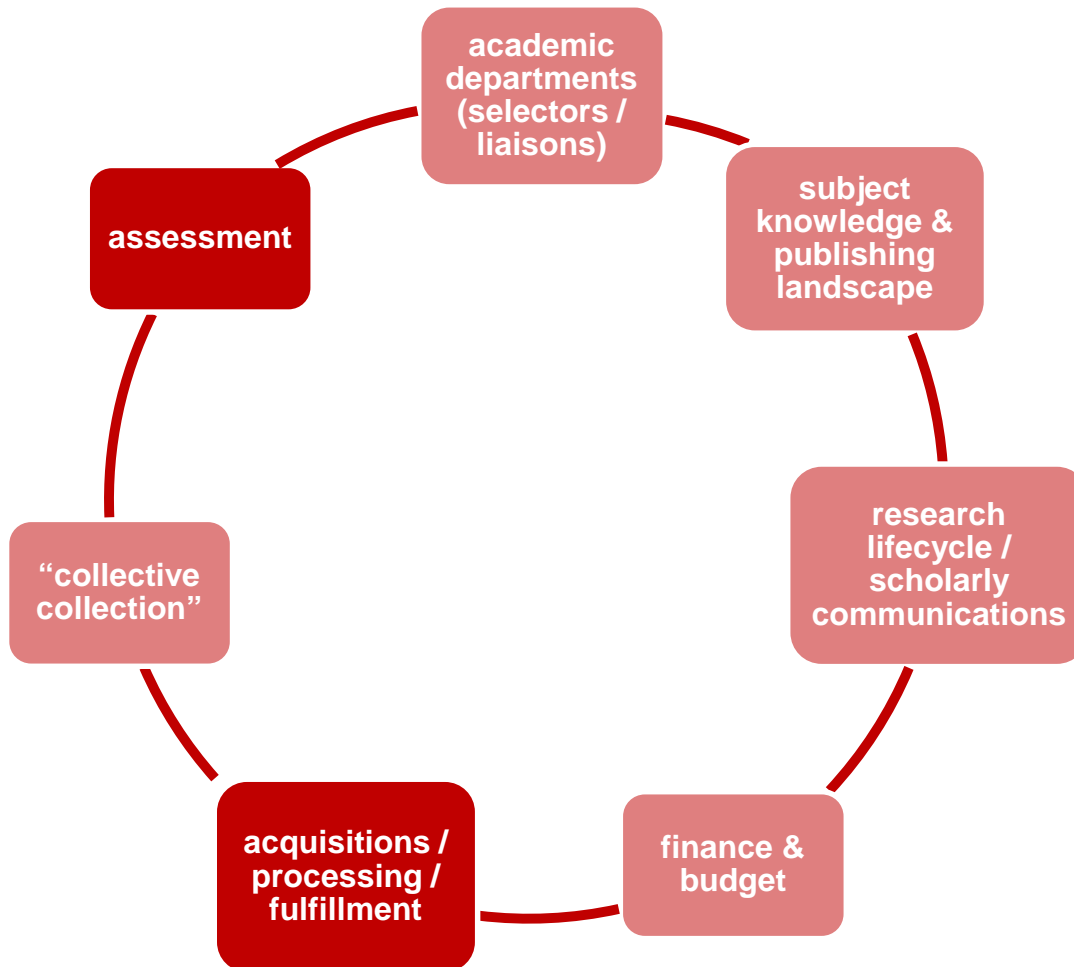 academic
departments
(selectors /
liaisons)
subject
knowledge &
publishing
landscape
research
lifecycle /
scholarly
communications
finance &
budget
acquisitions /
processing /
fulfillment
“collective
collection”
assessment